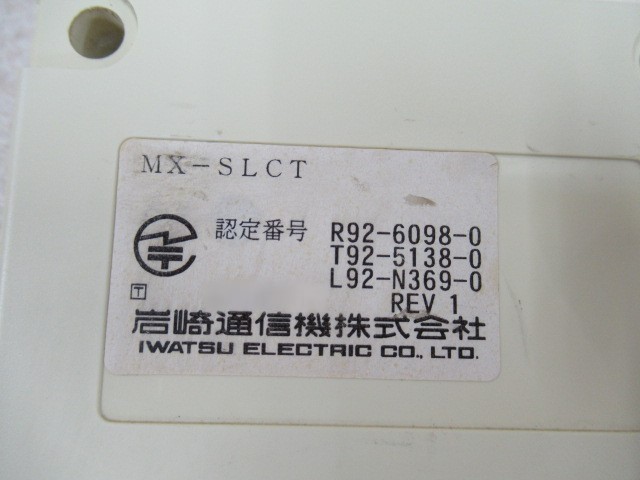 MX-SLCT
認定番号 R92-6098-0
T92-5138-0
L92-N369-0
T
REV 1
岩崎通信機株式会社
IWATSU ELECTRIC CO., LTD.